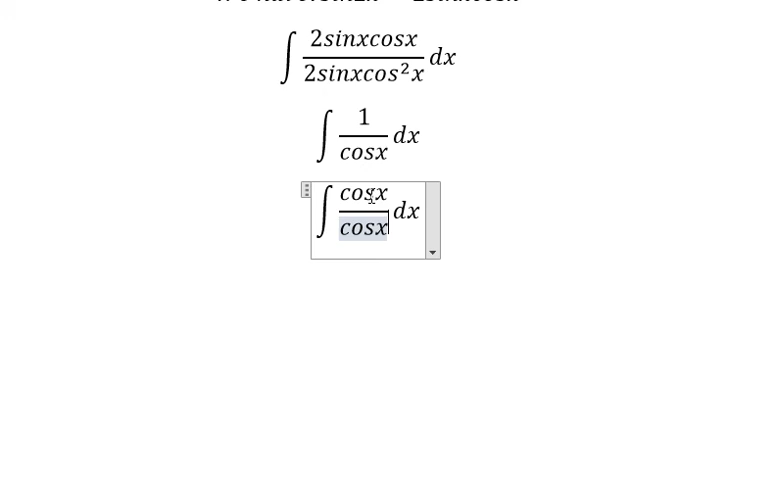 ∫ 2sinxcosx / 2sinxcos²x dx
∫ 1 / cosx dx
∫ cosx / cosx dx